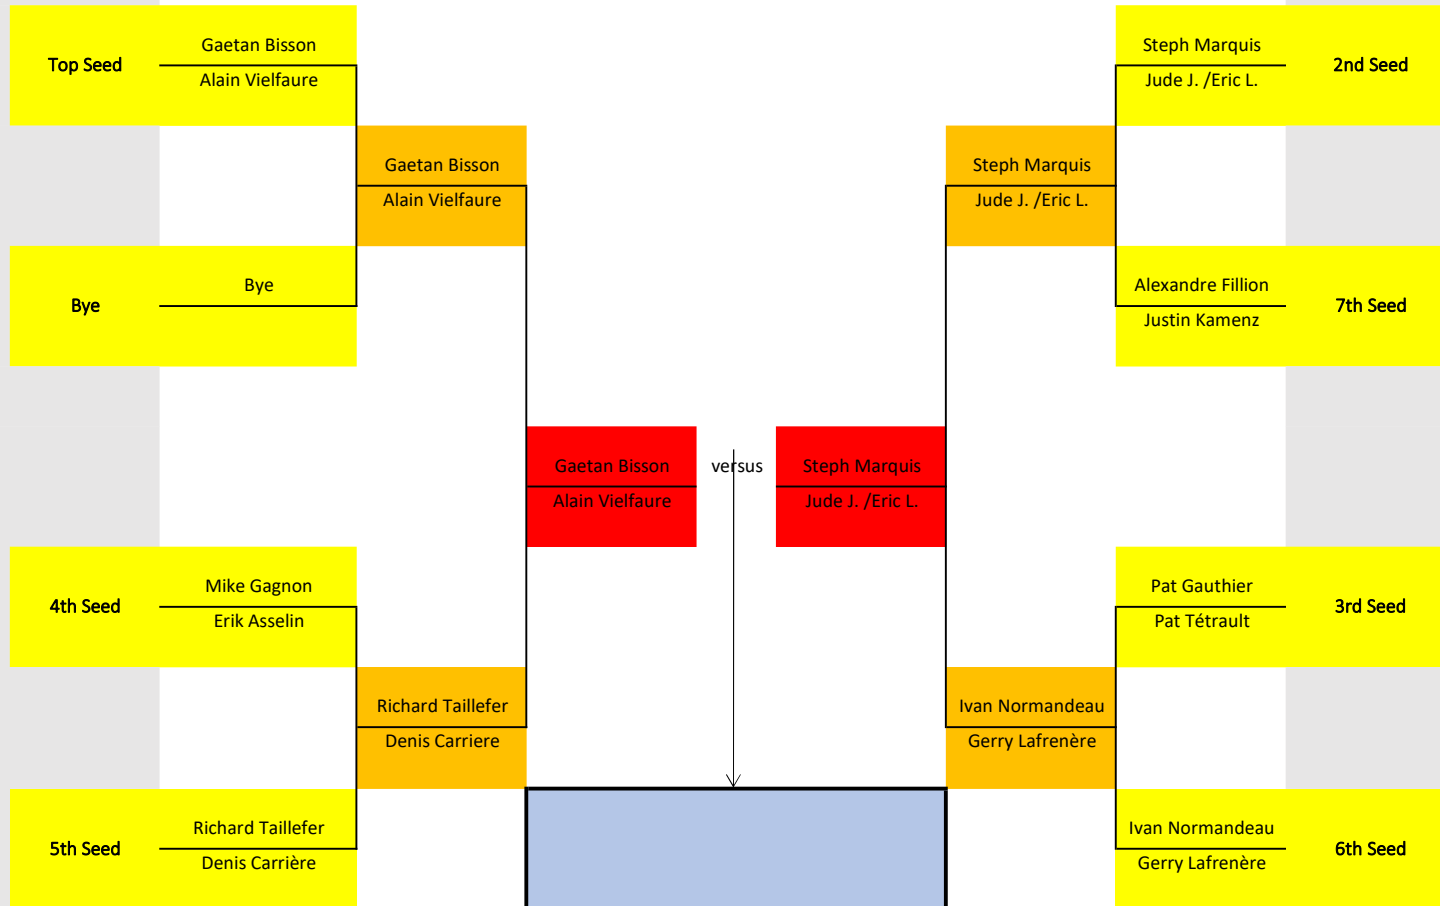 Top Seed
Gaetan Bisson
Alain Vielfaure
Steph Marquis
Jude J. /Eric L.
2nd Seed
Gaetan Bisson
Alain Vielfaure
Steph Marquis
Jude J. /Eric L.
Bye
Bye
Alexandre Fillion
Justin Kamenz
7th Seed
Gaetan Bisson
Alain Vielfaure
versus
Steph Marquis
Jude J. /Eric L.
4th Seed
Mike Gagnon
Erik Asselin
Pat Gauthier
Pat Tétrault
3rd Seed
Richard Taillefer
Denis Carriere
Ivan Normandeau
Gerry Lafrenère
5th Seed
Richard Taillefer
Denis Carrière
Ivan Normandeau
Gerry Lafrenère
6th Seed